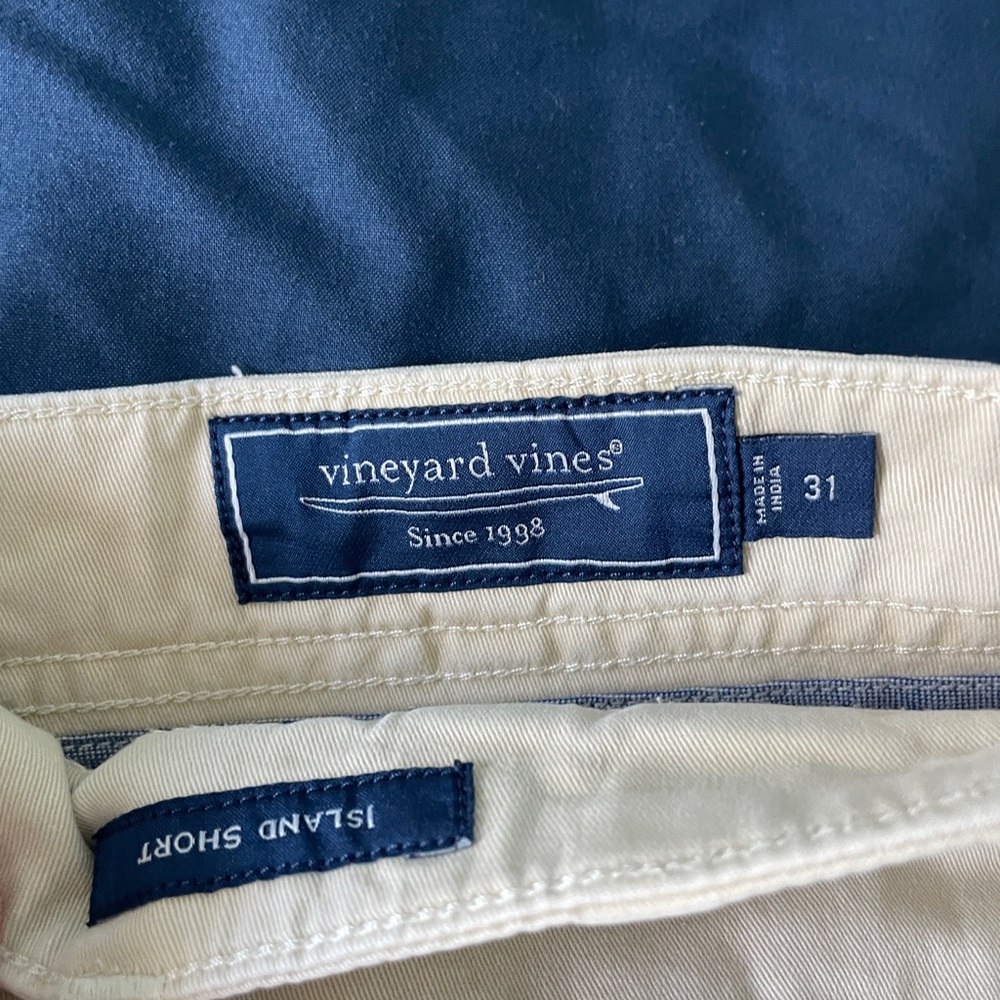 vineyard vines®
Since 1998
MADE IN
INDIA
31
ISLAND SHORT